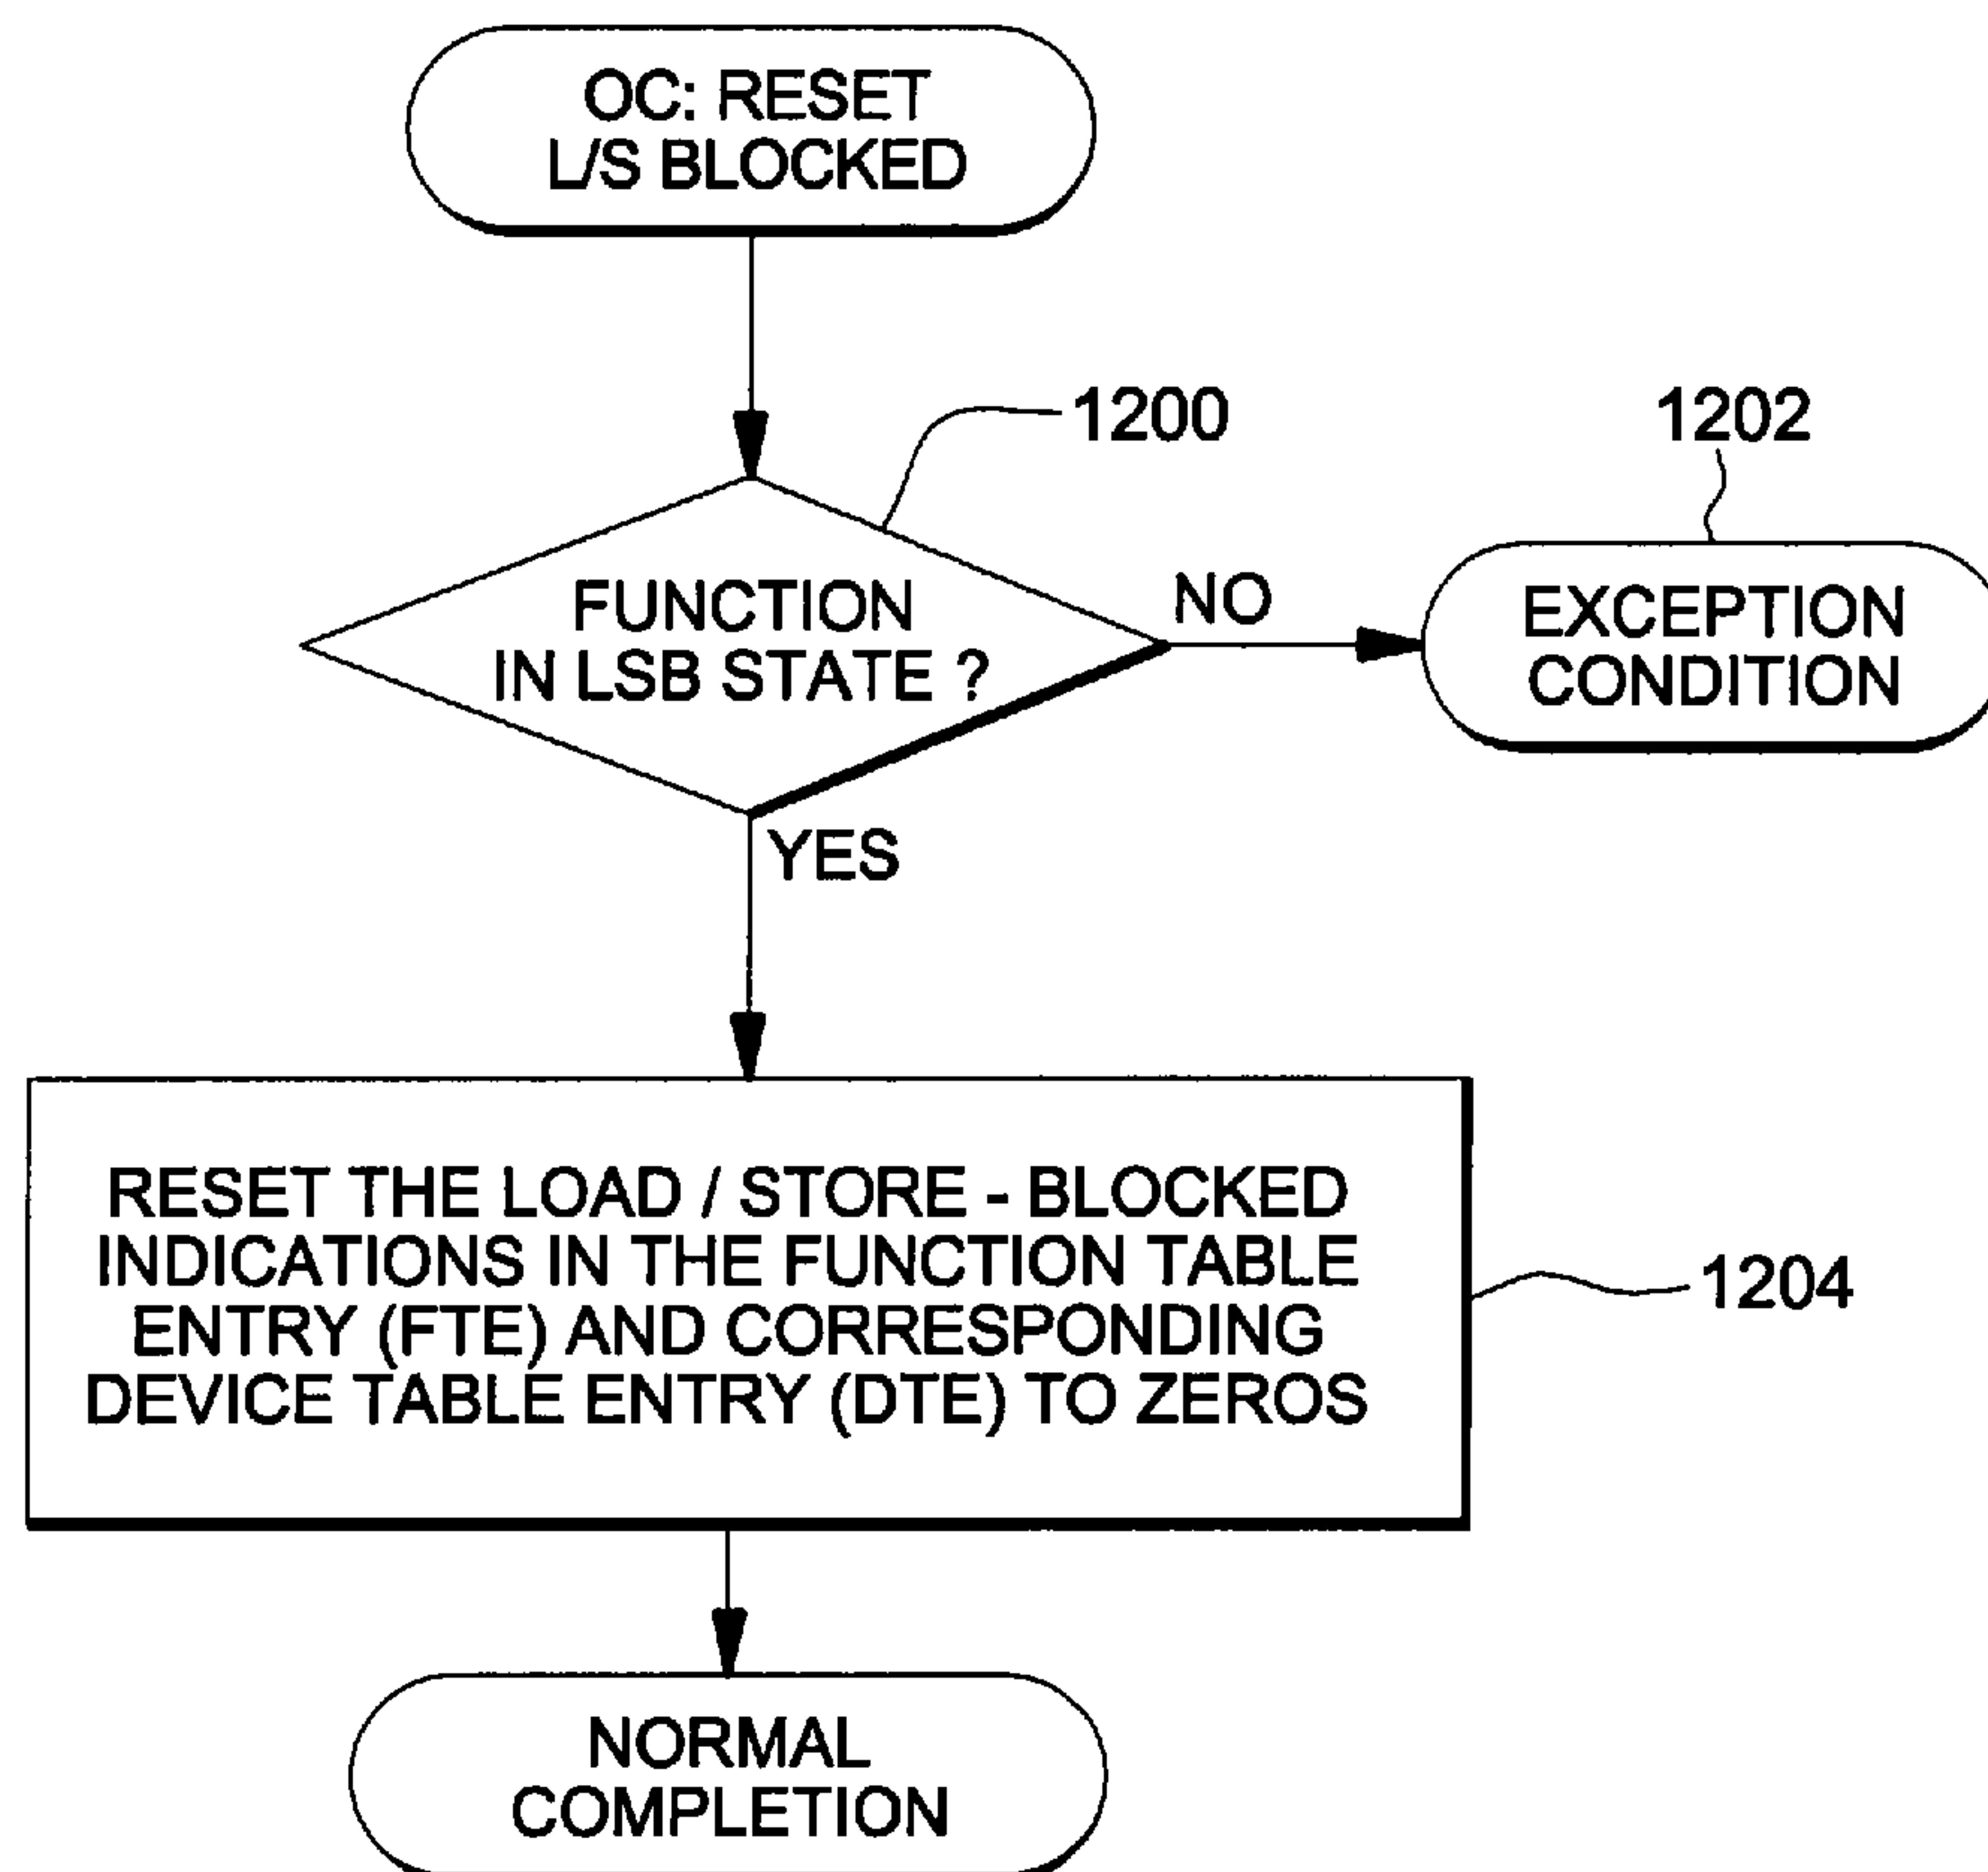 OC: RESET
L/S BLOCKED
1200
1202
FUNCTION
IN LSB STATE ?
NO
EXCEPTION
CONDITION
YES
RESET THE LOAD / STORE - BLOCKED
INDICATIONS IN THE FUNCTION TABLE
ENTRY (FTE) AND CORRESPONDING
DEVICE TABLE ENTRY (DTE) TO ZEROS
1204
NORMAL
COMPLETION